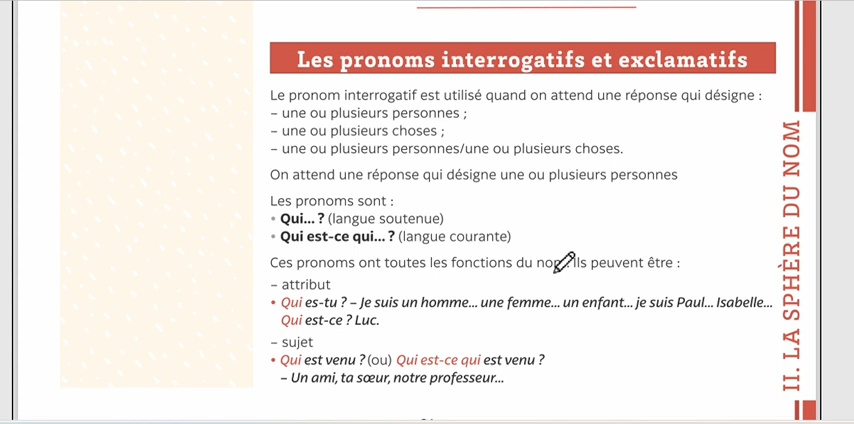 Les pronoms interrogatifs et exclamatifs
Le pronom interrogatif est utilisé quand on attend une réponse qui désigne :
– une ou plusieurs personnes ;
– une ou plusieurs choses ;
– une ou plusieurs personnes/une ou plusieurs choses.
On attend une réponse qui désigne une ou plusieurs personnes
Les pronoms sont :
• Qui... ? (langue soutenue)
• Qui est-ce qui... ? (langue courante)
Ces pronoms ont toutes les fonctions du Ils peuvent être :
– attribut
• Qui es-tu ? – Je suis un homme... une femme... un enfant... je suis Paul... Isabelle...
Qui est-ce ? Luc.
– sujet
• Qui est venu ? (ou) Qui est-ce qui est venu ?
– Un ami, ta sœur, notre professeur...
II. LA SPHÈRE DU NOM